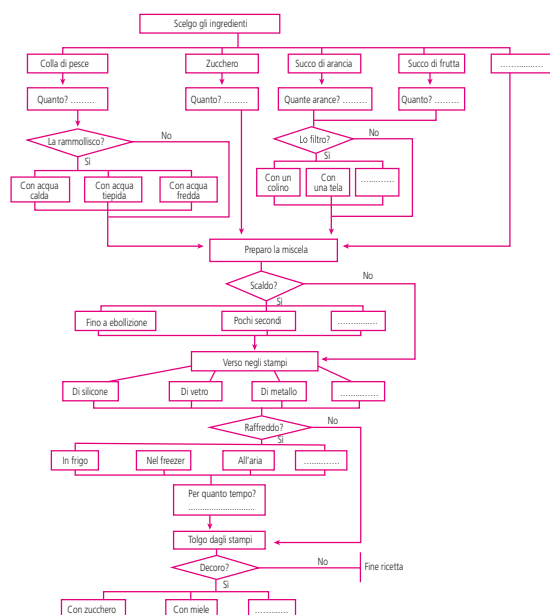 Scelgo gli ingredienti
Colla di pesce
Zucchero
Succo di arancia
Succo di frutta
...................
Quanto? .........
Quanto? .........
Quante arance? .........
Quanto? .........
La rammollisco?
No
Sì
Lo filtro?
No
Sì
Con acqua
calda
Con acqua
tiepida
Con acqua
fredda
Con un
colino
Con
una tela
..............
Preparo la miscela
Scaldo?
No
Sì
Fino a ebollizione
Pochi secondi
...................
Verso negli stampi
Di silicone
Di vetro
Di metallo
................
Raffreddo?
No
Sì
In frigo
Nel freezer
All'aria
................
Per quanto tempo?
............................
Tolgo dagli stampi
Decoro?
No
Fine ricetta
Sì
Con zucchero
Con miele
..............